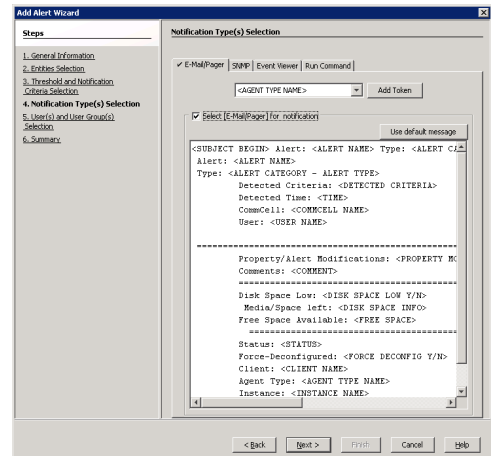 Add Alert Wizard
Steps
1. General Information
2. Entities Selection
3. Threshold and Notification
Criteria Selection
4. Notification Type(s) Selection
5. User(s) and User Group(s)
Selection
6. Summary
Notification Type(s) Selection
E-Mail/Pager
SNMP
Event Viewer
Run Command
<AGENT TYPE NAME>
Add Token
Select [E-Mail/Pager] for notification
Use default message
<SUBJECT BEGIN> Alert: <ALERT NAME> Type: <ALERT CA
Alert: <ALERT NAME>
Type: <ALERT CATEGORY - ALERT TYPE>
Detected Criteria: <DETECTED CRITERIA>
Detected Time: <TIME>
CommCell: <COMMCELL NAME>
User: <USER NAME>
==========================================
Property/Alert Modifications: <PROPERTY MO
Comments: <COMMENT>
===================================
Disk Space Low: <DISK SPACE LOW Y/N>
Media/Space left: <DISK SPACE INFO>
Free Space Available: <FREE SPACE>
=================================
Status: <STATUS>
Force-Deconfigured: <FORCE DECONFIG Y/N>
Client: <CLIENT NAME>
Agent Type: <AGENT TYPE NAME>
Instance: <INSTANCE NAME>
< Back
Next >
Finish
Cancel
Help